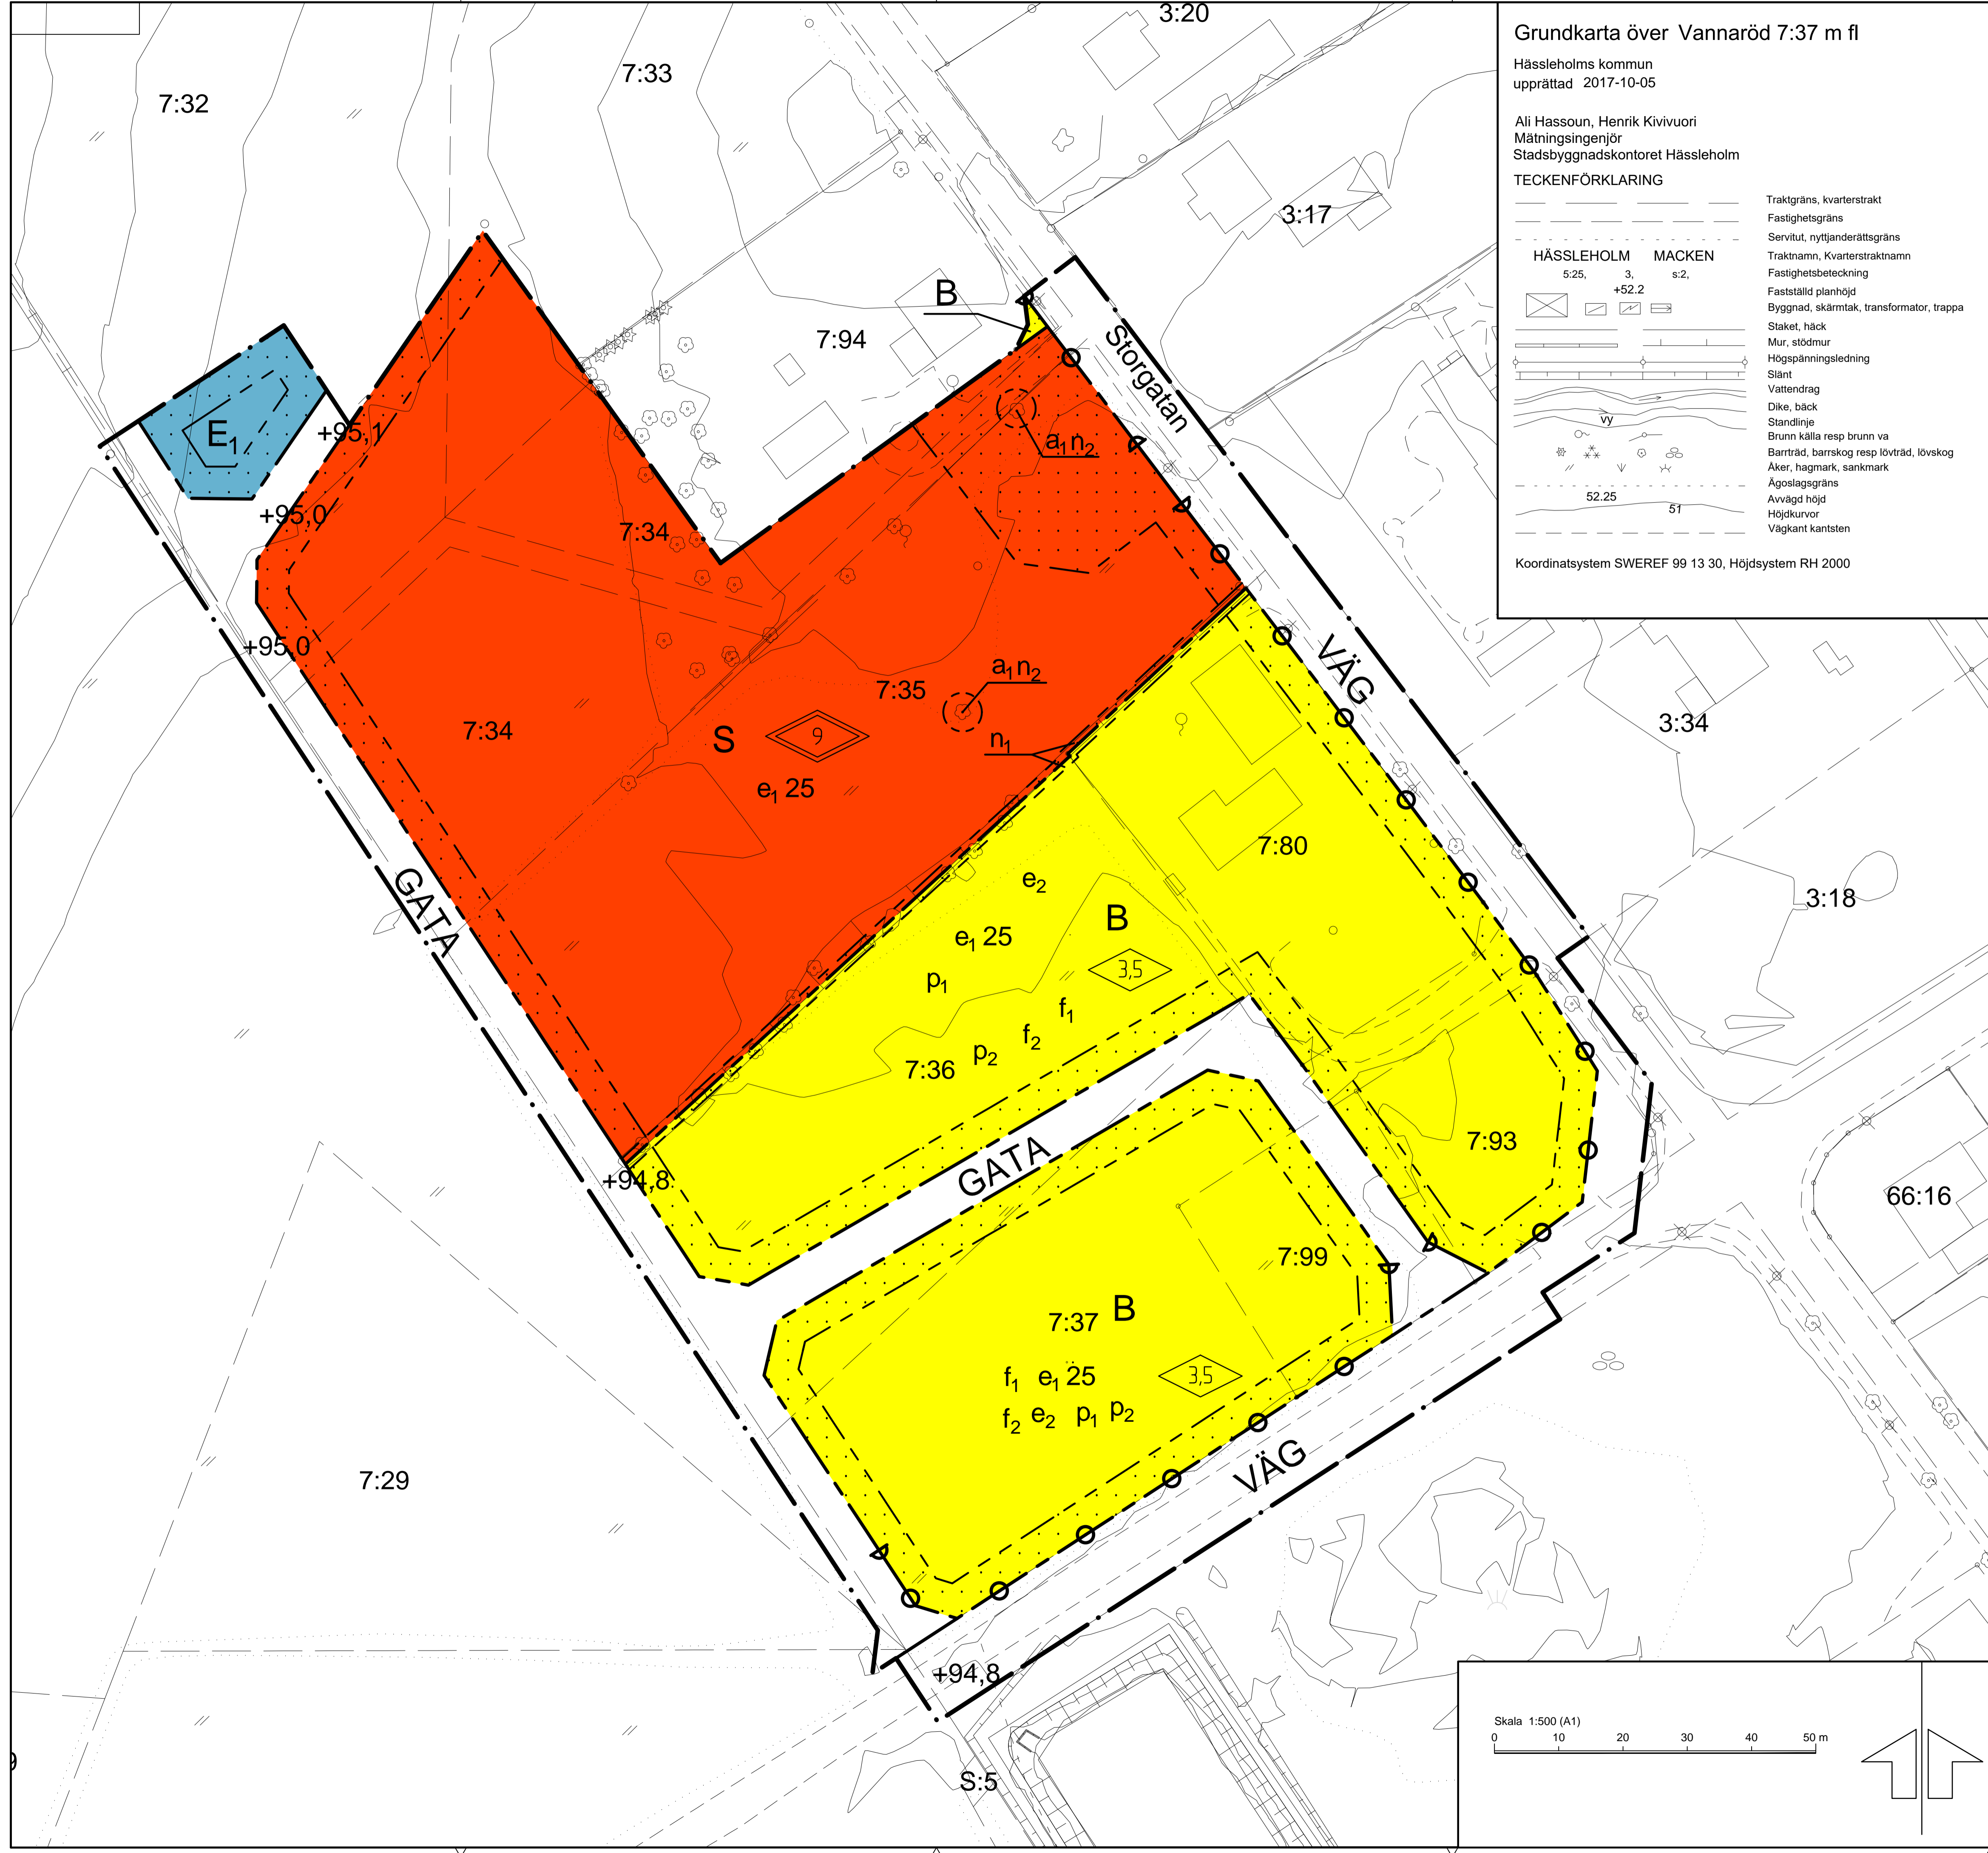 Grundkarta över Vannaröd 7:37 m fl
Hässleholms kommun
upprättad 2017-10-05
Ali Hassoun, Henrik Kivivuori
Mätningsingenjör
Stadsbyggnadskontoret Hässleholm
TECKENFÖRKLARING
Traktgräns, kvarterstrakt
Fastighetsgräns
Servitut, nyttjanderättsgräns
HÄSSLEHOLM MACKEN Traktnamn, Kvarterstraktnamn
5:25, 3, s:2, Fastighetsbeteckning
+52.2 Fastställd planhöjd
Byggnad, skärmtak, transformator, trappa
Staket, häck
Mur, stödmur
Högspänningsledning
Slänt
Vattendrag
Dike, bäck
vy Standlinje
Brunn källa resp brunn va
Barrträd, barrskog resp lövträd, lövskog
Åker, hagmark, sankmark
Ägoslagsgräns
52.25 Avvägd höjd
51 Höjdkurvor
Vägkant kantsten
Koordinatsystem SWEREF 99 13 30, Höjdsystem RH 2000
3:20
7:33
7:32
3:17
B
7:94
Storgatan
E1
+95,1
a1 n2
+95,0
7:34
+95,0
VÄG
a1 n2
7:35
3:34
7:34
S
9
n1
e1 25
7:80
e2
GATA
3:18
B
e1 25
3,5
p1
f1
f2
p2
7:36
7:93
GATA
+94,8
66:16
7:99
B
7:37
f1 e1 25
3,5
f2 e2 p1 p2
VÄG
7:29
+94,8
S:5
9
Skala 1:500 (A1)
0 10 20 30 40 50 m